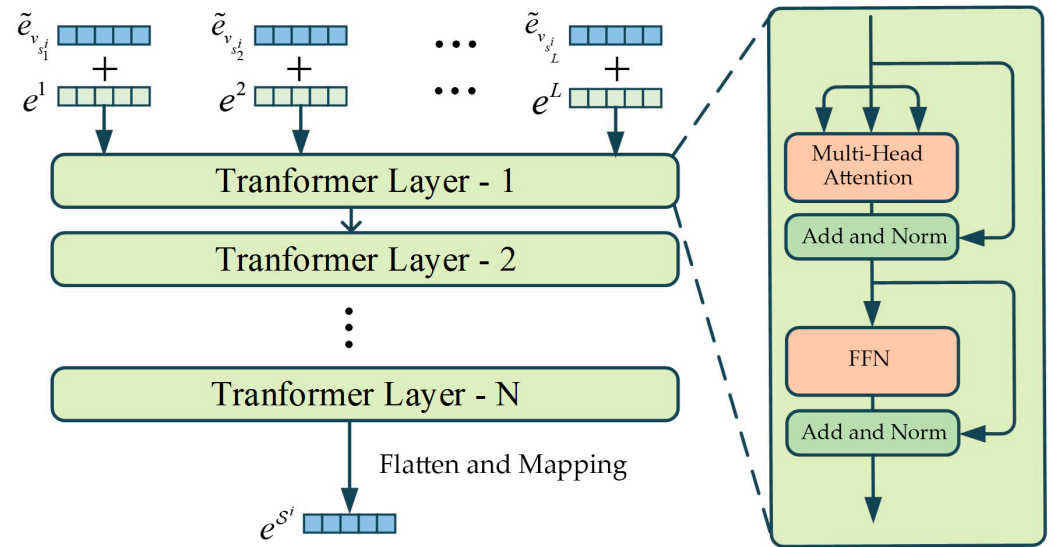 ẽ_{v_{s_1^i}} ẽ_{v_{s_2^i}} ... ẽ_{v_{s_L^i}}
+ + +
e^1 e^2 ... e^L
Tranformer Layer - 1
Tranformer Layer - 2
Tranformer Layer - N
Flatten and Mapping
e^{𝒮^i}
Multi-Head
Attention
Add and Norm
FFN
Add and Norm